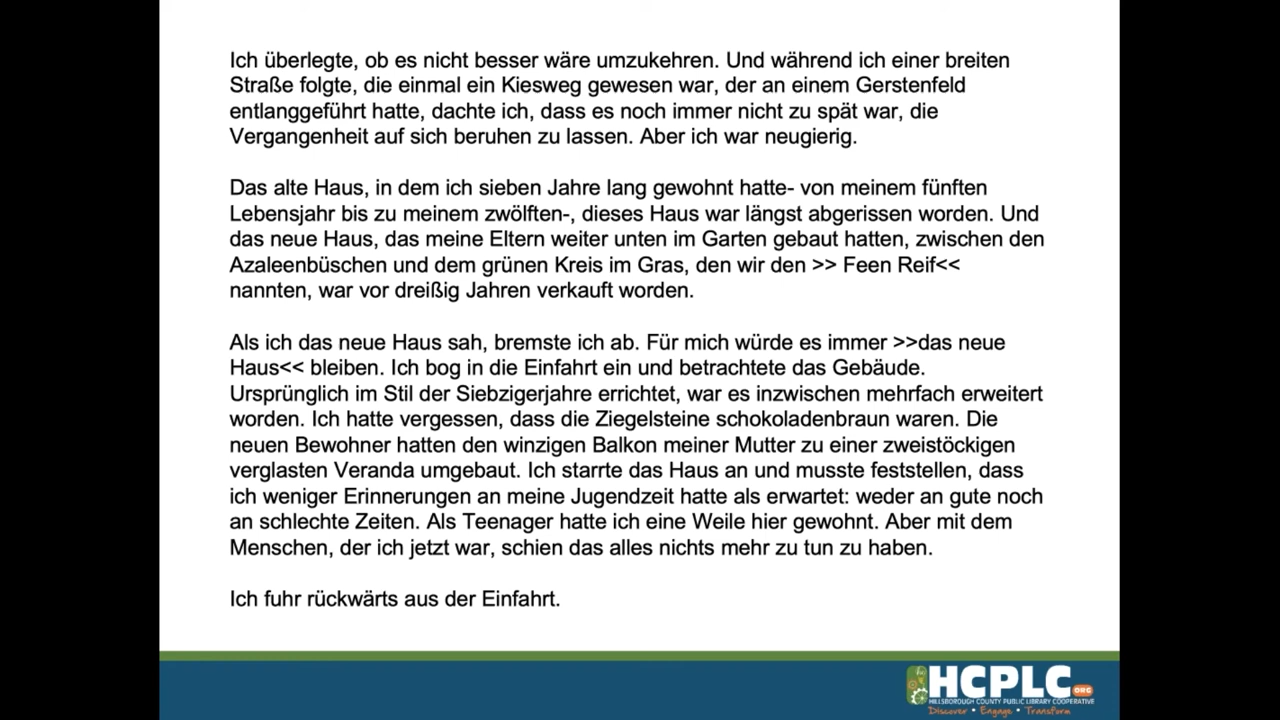 Ich überlegte, ob es nicht besser wäre umzukehren. Und während ich einer breiten
Straße folgte, die einmal ein Kiesweg gewesen war, der an einem Gerstenfeld
entlanggeführt hatte, dachte ich, dass es noch immer nicht zu spät war, die
Vergangenheit auf sich beruhen zu lassen. Aber ich war neugierig.
Das alte Haus, in dem ich sieben Jahre lang gewohnt hatte- von meinem fünften
Lebensjahr bis zu meinem zwölften-, dieses Haus war längst abgerissen worden. Und
das neue Haus, das meine Eltern weiter unten im Garten gebaut hatten, zwischen den
Azaleenbüschen und dem grünen Kreis im Gras, den wir den >> Feen Reif<<
nannten, war vor dreißig Jahren verkauft worden.
Als ich das neue Haus sah, bremste ich ab. Für mich würde es immer >>das neue
Haus<< bleiben. Ich bog in die Einfahrt ein und betrachtete das Gebäude.
Ursprünglich im Stil der Siebzigerjahre errichtet, war es inzwischen mehrfach erweitert
worden. Ich hatte vergessen, dass die Ziegelsteine schokoladenbraun waren. Die
neuen Bewohner hatten den winzigen Balkon meiner Mutter zu einer zweistöckigen
verglasten Veranda umgebaut. Ich starrte das Haus an und musste feststellen, dass
ich weniger Erinnerungen an meine Jugendzeit hatte als erwartet: weder an gute noch
an schlechte Zeiten. Als Teenager hatte ich eine Weile hier gewohnt. Aber mit dem
Menschen, der ich jetzt war, schien das alles nichts mehr zu tun zu haben.
Ich fuhr rückwärts aus der Einfahrt.
HCPLC.ORG
HILLSBOROUGH COUNTY PUBLIC LIBRARY COOPERATIVE
Discover • Engage • Transform